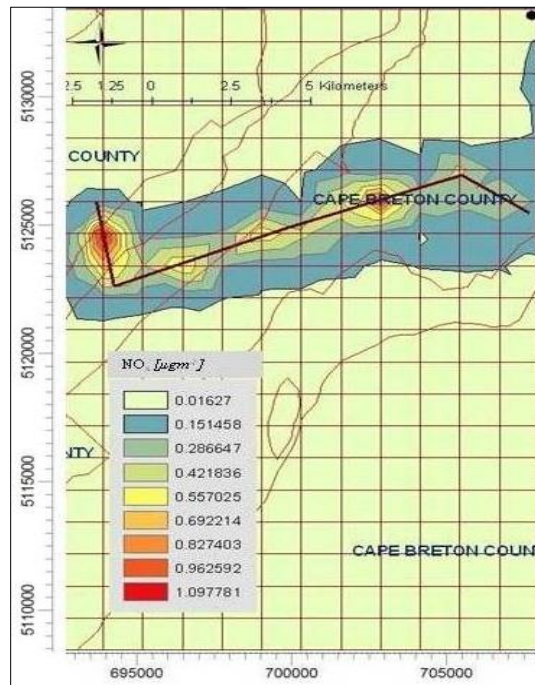 5130000
5125000
5120000
5115000
5110000
2.5 1.25 0 2.5 5 Kilometers
COUNTY
CAPE BRETON COUNTY
NTY
CAPE BRETON COUN
0.01627
0.151458
0.286647
0.421836
0.557025
0.692214
0.827403
0.962592
1.097781
695000 700000 705000